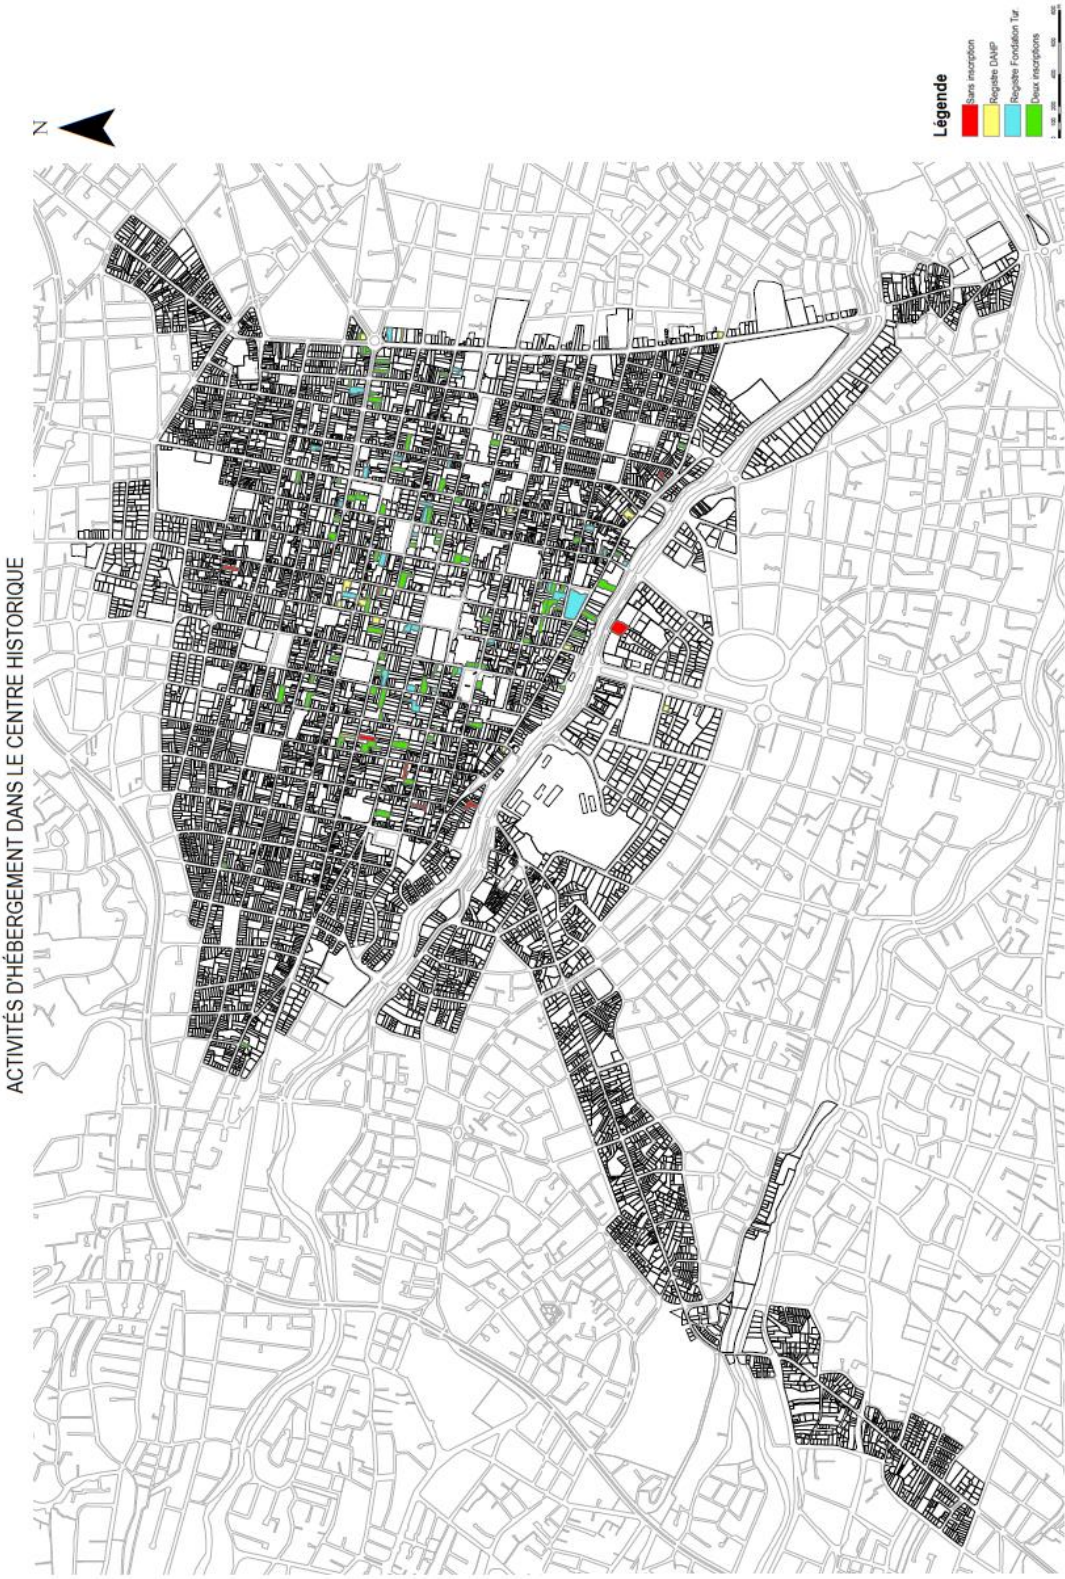 ACTIVITÉS D'HÉBERGEMENT DANS LE CENTRE HISTORIQUE
N
Légende
Sans inscription
Registre DAHP
Registre Fondation Tur.
Deux inscriptions